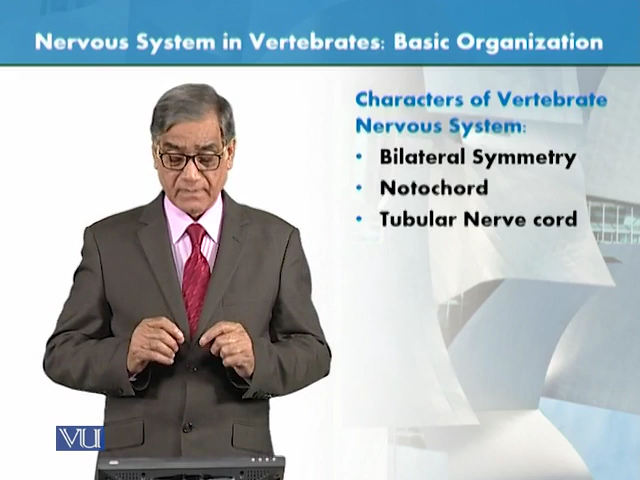 Nervous System in Vertebrates: Basic Organization
Characters of Vertebrate
Nervous System:
• Bilateral Symmetry
• Notochord
• Tubular Nerve cord
VU